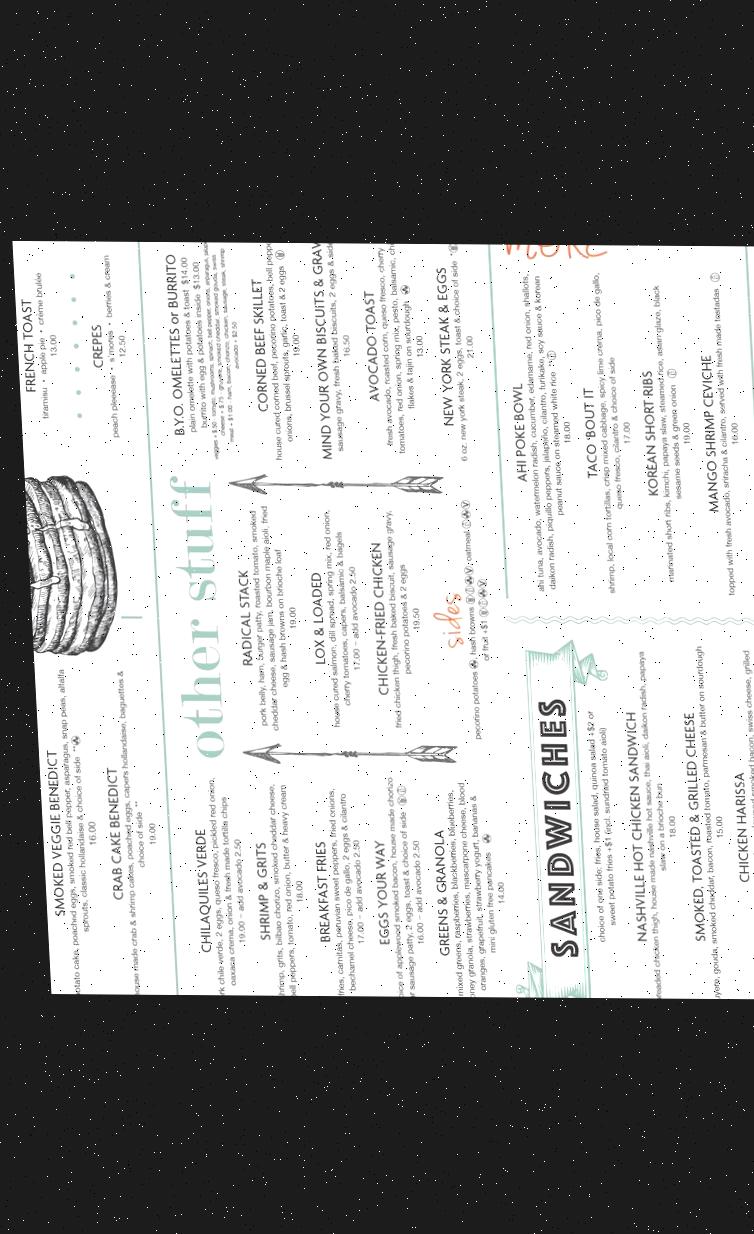 SMOKED VEGGIE BENEDICT
potato cake, poached eggs, smoked red bell pepper, asparagus, snap peas, alfalfa
sprouts, classic hollandaise & choice of side
16.00
CRAB CAKE BENEDICT
house made crab & shrimp cakes, poached eggs, capers hollandaise, baguettes &
choice of side
19.00
FRENCH TOAST
tiramisu • apple pie • crème brulée
13.00
CREPES
peach pleease! • s'mores • berries & cream
12.50
other stuff
CHILAQUILES VERDE
chile verde, 2 eggs, queso fresco, pickled red onion,
oaxaca crema, onion & fresh made tortilla chips
19.00 ~ add avocado 2.50
SHRIMP & GRITS
shrimp, grits, bilbao chorizo, smoked cheddar cheese,
bell peppers, tomato, red onion, butter & heavy cream
18.00
BREAKFAST FRIES
fries, carnitas, peruvian sweet peppers, fried onions,
bechamel cheese, pico de gallo, 2 eggs & cilantro
17.00 ~ add avocado 2.50
EGGS YOUR WAY
choice of applewood smoked bacon, house made chorizo
or sausage patty, 2 eggs, toast & choice of side
16.00 ~ add avocado 2.50
GREENS & GRANOLA
mixed greens, raspberries, blackberries, blueberries,
honey granola, strawberries, mascarpone cheese, blood
oranges, grapefruit, strawberry yogurt, bananas &
mini gluten free pancakes
14.00
RADICAL STACK
pork belly, ham, burger patty, roasted tomato, smoked
cheddar cheese, sausage jam, bourbon maple aioli, fried
egg & hash browns on brioche loaf
19.00
LOX & LOADED
house cured salmon, dill spread, spring mix, red onion,
cherry tomatoes, capers, balsamic & bagels
17.00 ~ add avocado 2.50
CHICKEN-FRIED CHICKEN
fried chicken thigh, fresh baked biscuit, sausage gravy,
pecorino potatoes & 2 eggs
19.50
B.Y.O. OMELETTES or BURRITO
plain omelette with potatoes & toast $14.00
burrito with egg & potatoes inside $13.00
avocado + $2.50
CORNED BEEF SKILLET
house cured corned beef, pecorino potatoes, bell peppers
onions, brussel sprouts, garlic, toast & 2 eggs
19.00
MIND YOUR OWN BISCUITS & GRAV
sausage gravy, fresh baked biscuits, 2 eggs & side
16.50
AVOCADO TOAST
fresh avocado, roasted corn, queso fresco, cherry
tomatoes, red onion, spring mix, pesto, balsamic,
flakes & tajin on sourdough
13.00
NEW YORK STEAK & EGGS
6 oz. new york steak, 2 eggs, toast & choice of side
21.00
sides
pecorino potatoes hash browns oatmeal
or fruit +$1
SANDWICHES
choice of one side: fries, house salad, quinoa salad +$2 or
sweet potato fries +$1 (incl. sundried tomato aioli)
NASHVILLE HOT CHICKEN SANDWICH
breaded chicken thigh, house made nashville hot sauce, thai aioli, daikon radish, papaya
slaw on a brioche bun
18.00
SMOKED, TOASTED & GRILLED CHEESE
gruyere, gouda, smoked cheddar, bacon, roasted tomato, parmesan & butter on sourdough
15.00
CHICKEN HARISSA
smoked bacon, swiss cheese, grilled
more
AHI POKE BOWL
ahi tuna, avocado, watermelon radish, cucumber, edamame, red onion, shallots,
daikon radish, piquillo peppers, jalapeño, cilantro, furikake, soy sauce & korean
peanut sauce on steamed white rice
18.00
TACO 'BOUT IT
shrimp, local corn tortillas, crisp mixed cabbage, spicy lime crema, pico de gallo,
queso fresco, cilantro & choice of side
17.00
KOREAN SHORT RIBS
marinated short ribs, kimchi, papaya slaw, steamed rice, asian glaze, black
sesame seeds & green onion
19.00
MANGO SHRIMP CEVICHE
topped with fresh avocado, sriracha & cilantro, served with fresh made tostadas
16.00